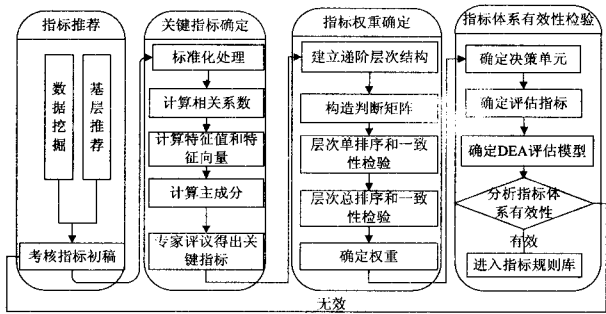 指标推荐
数据挖掘
基层推荐
考核指标初稿
关键指标确定
标准化处理
计算相关系数
计算特征值和特
征向量
计算主成分
专家评议得出关
键指标
指标权重确定
建立递阶层次结构
构造判断矩阵
层次单排序和一致
性检验
层次总排序和一致
性检验
确定权重
指标体系有效性检验
确定决策单元
确定评估指标
确定DEA评估模型
分析指标体
系有效性
有效
进入指标规则库
无效